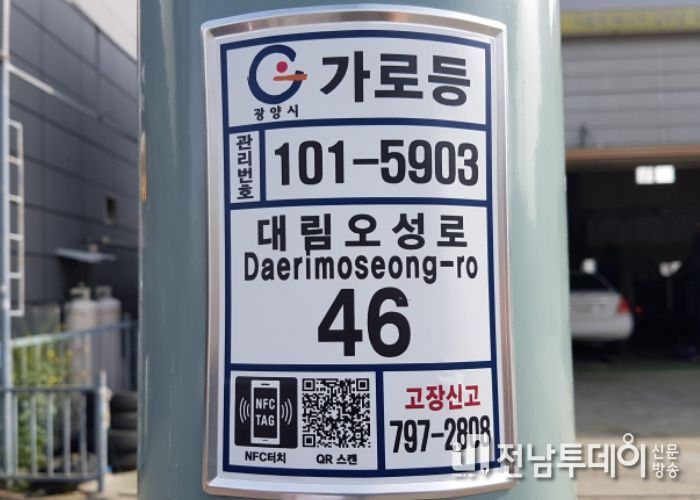 가로등
광양시
관리번호
101-5903
대림오성로
Daerimoseong-ro
46
NFC
TAG
NFC터치
QR 스캔
고장신고
797-2808
전남투데이 신문
방송